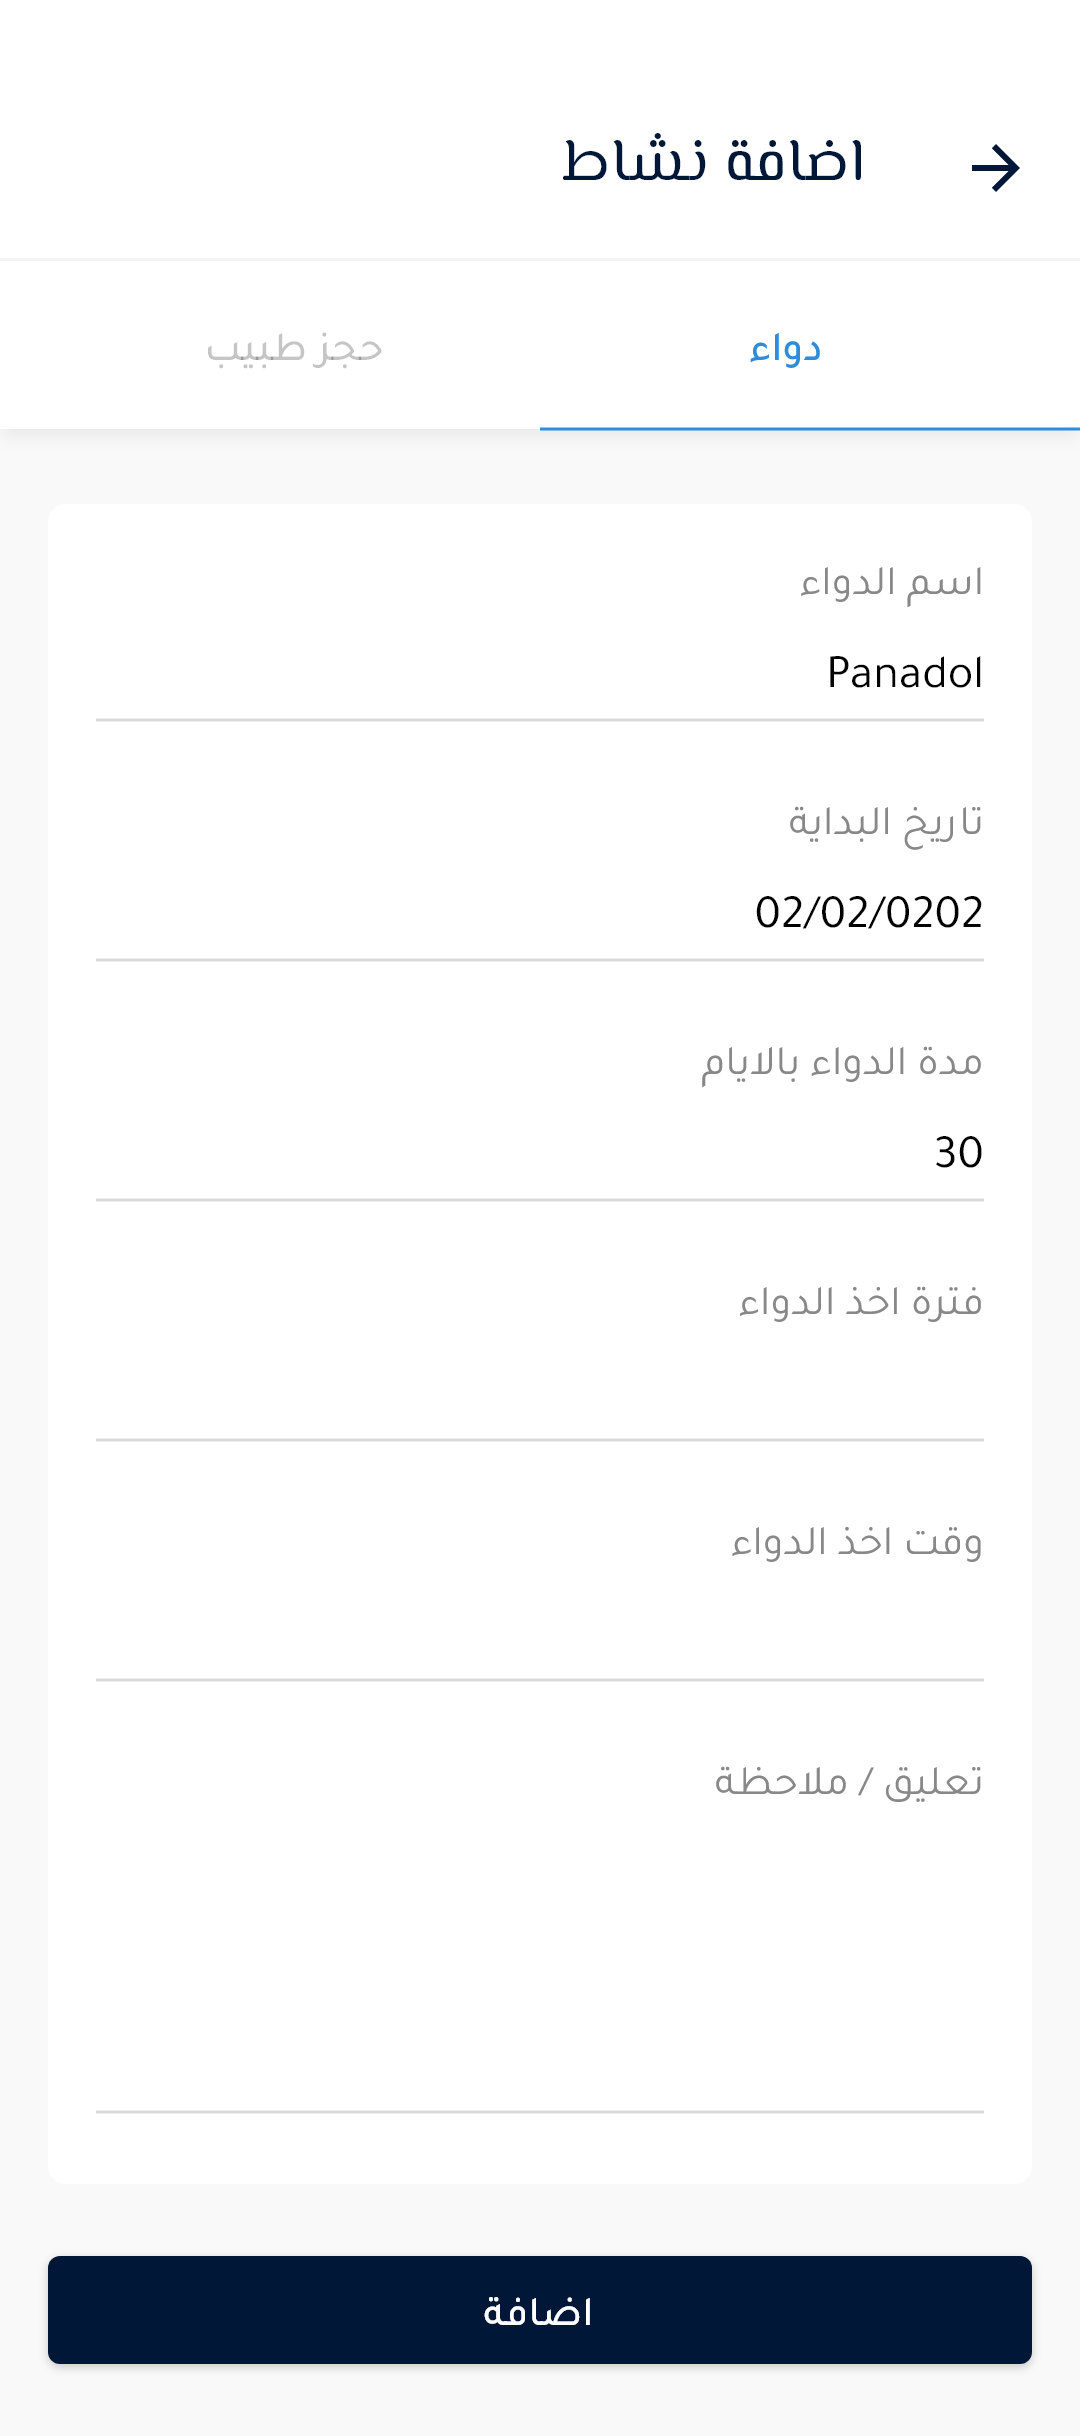 اضافة نشاط
دواء
حجز طبيب
اسم الدواء
Panadol
تاريخ البداية
02/02/0202
مدة الدواء بالايام
30
فترة اخذ الدواء
وقت اخذ الدواء
تعليق / ملاحظة
اضافة